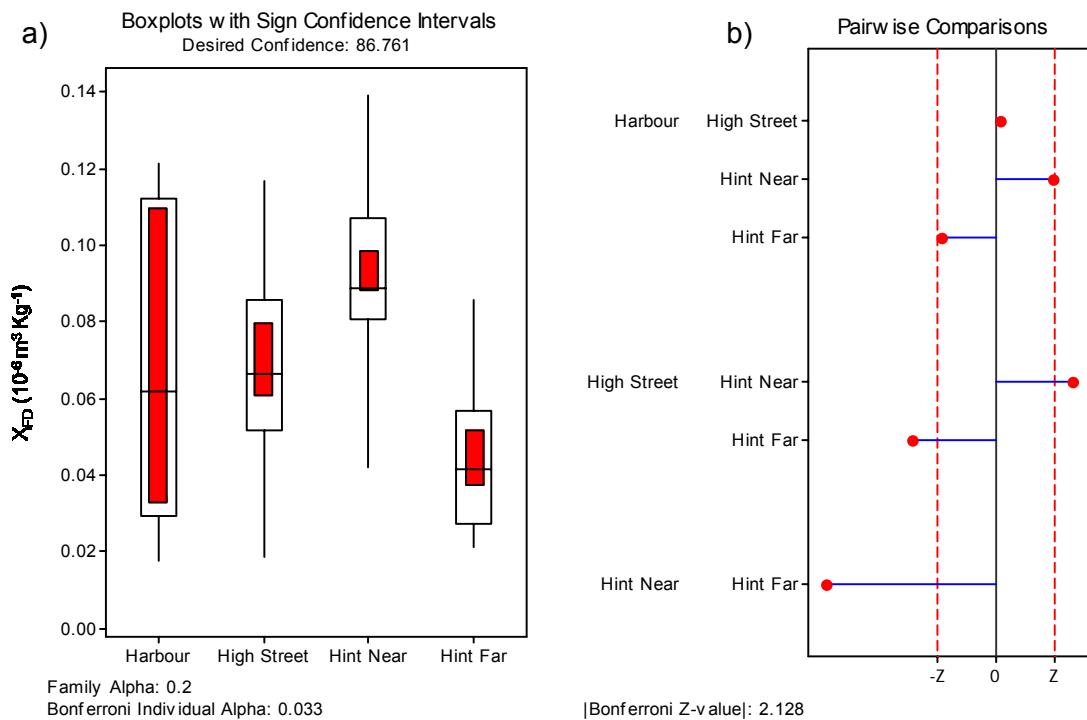 a)
Boxplots with Sign Confidence Intervals
Desired Confidence: 86.761
0.14
0.12
0.10
0.08
0.06
0.04
0.02
0.00
X_FD (10⁻⁶ m³ Kg⁻¹)
Harbour High Street Hint Near Hint Far
Family Alpha: 0.2
Bonferroni Individual Alpha: 0.033
b)
Pairwise Comparisons
Harbour High Street
Hint Near
Hint Far
High Street Hint Near
Hint Far
Hint Near Hint Far
-Z 0 Z
|Bonferroni Z-value|: 2.128